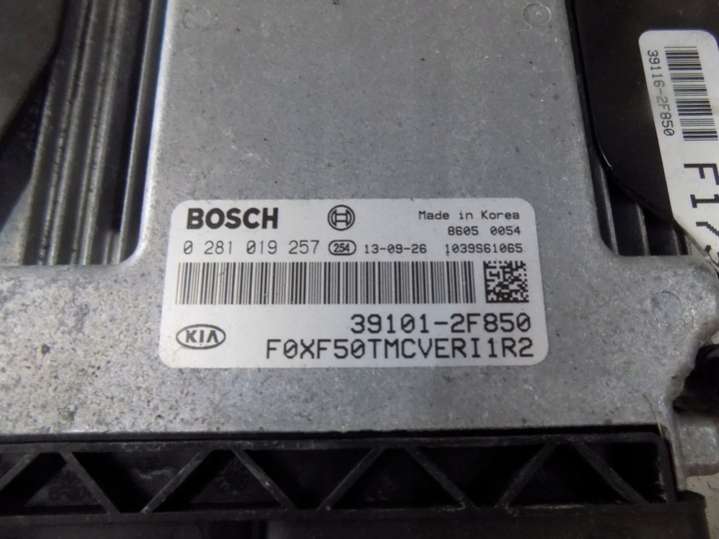 BOSCH
Made in Korea
8605 0054
0 281 019 257 254 13-09-26 1039S61065
39101-2F850
KIA
F0XF50TMCVERI1R2
39116-2F850